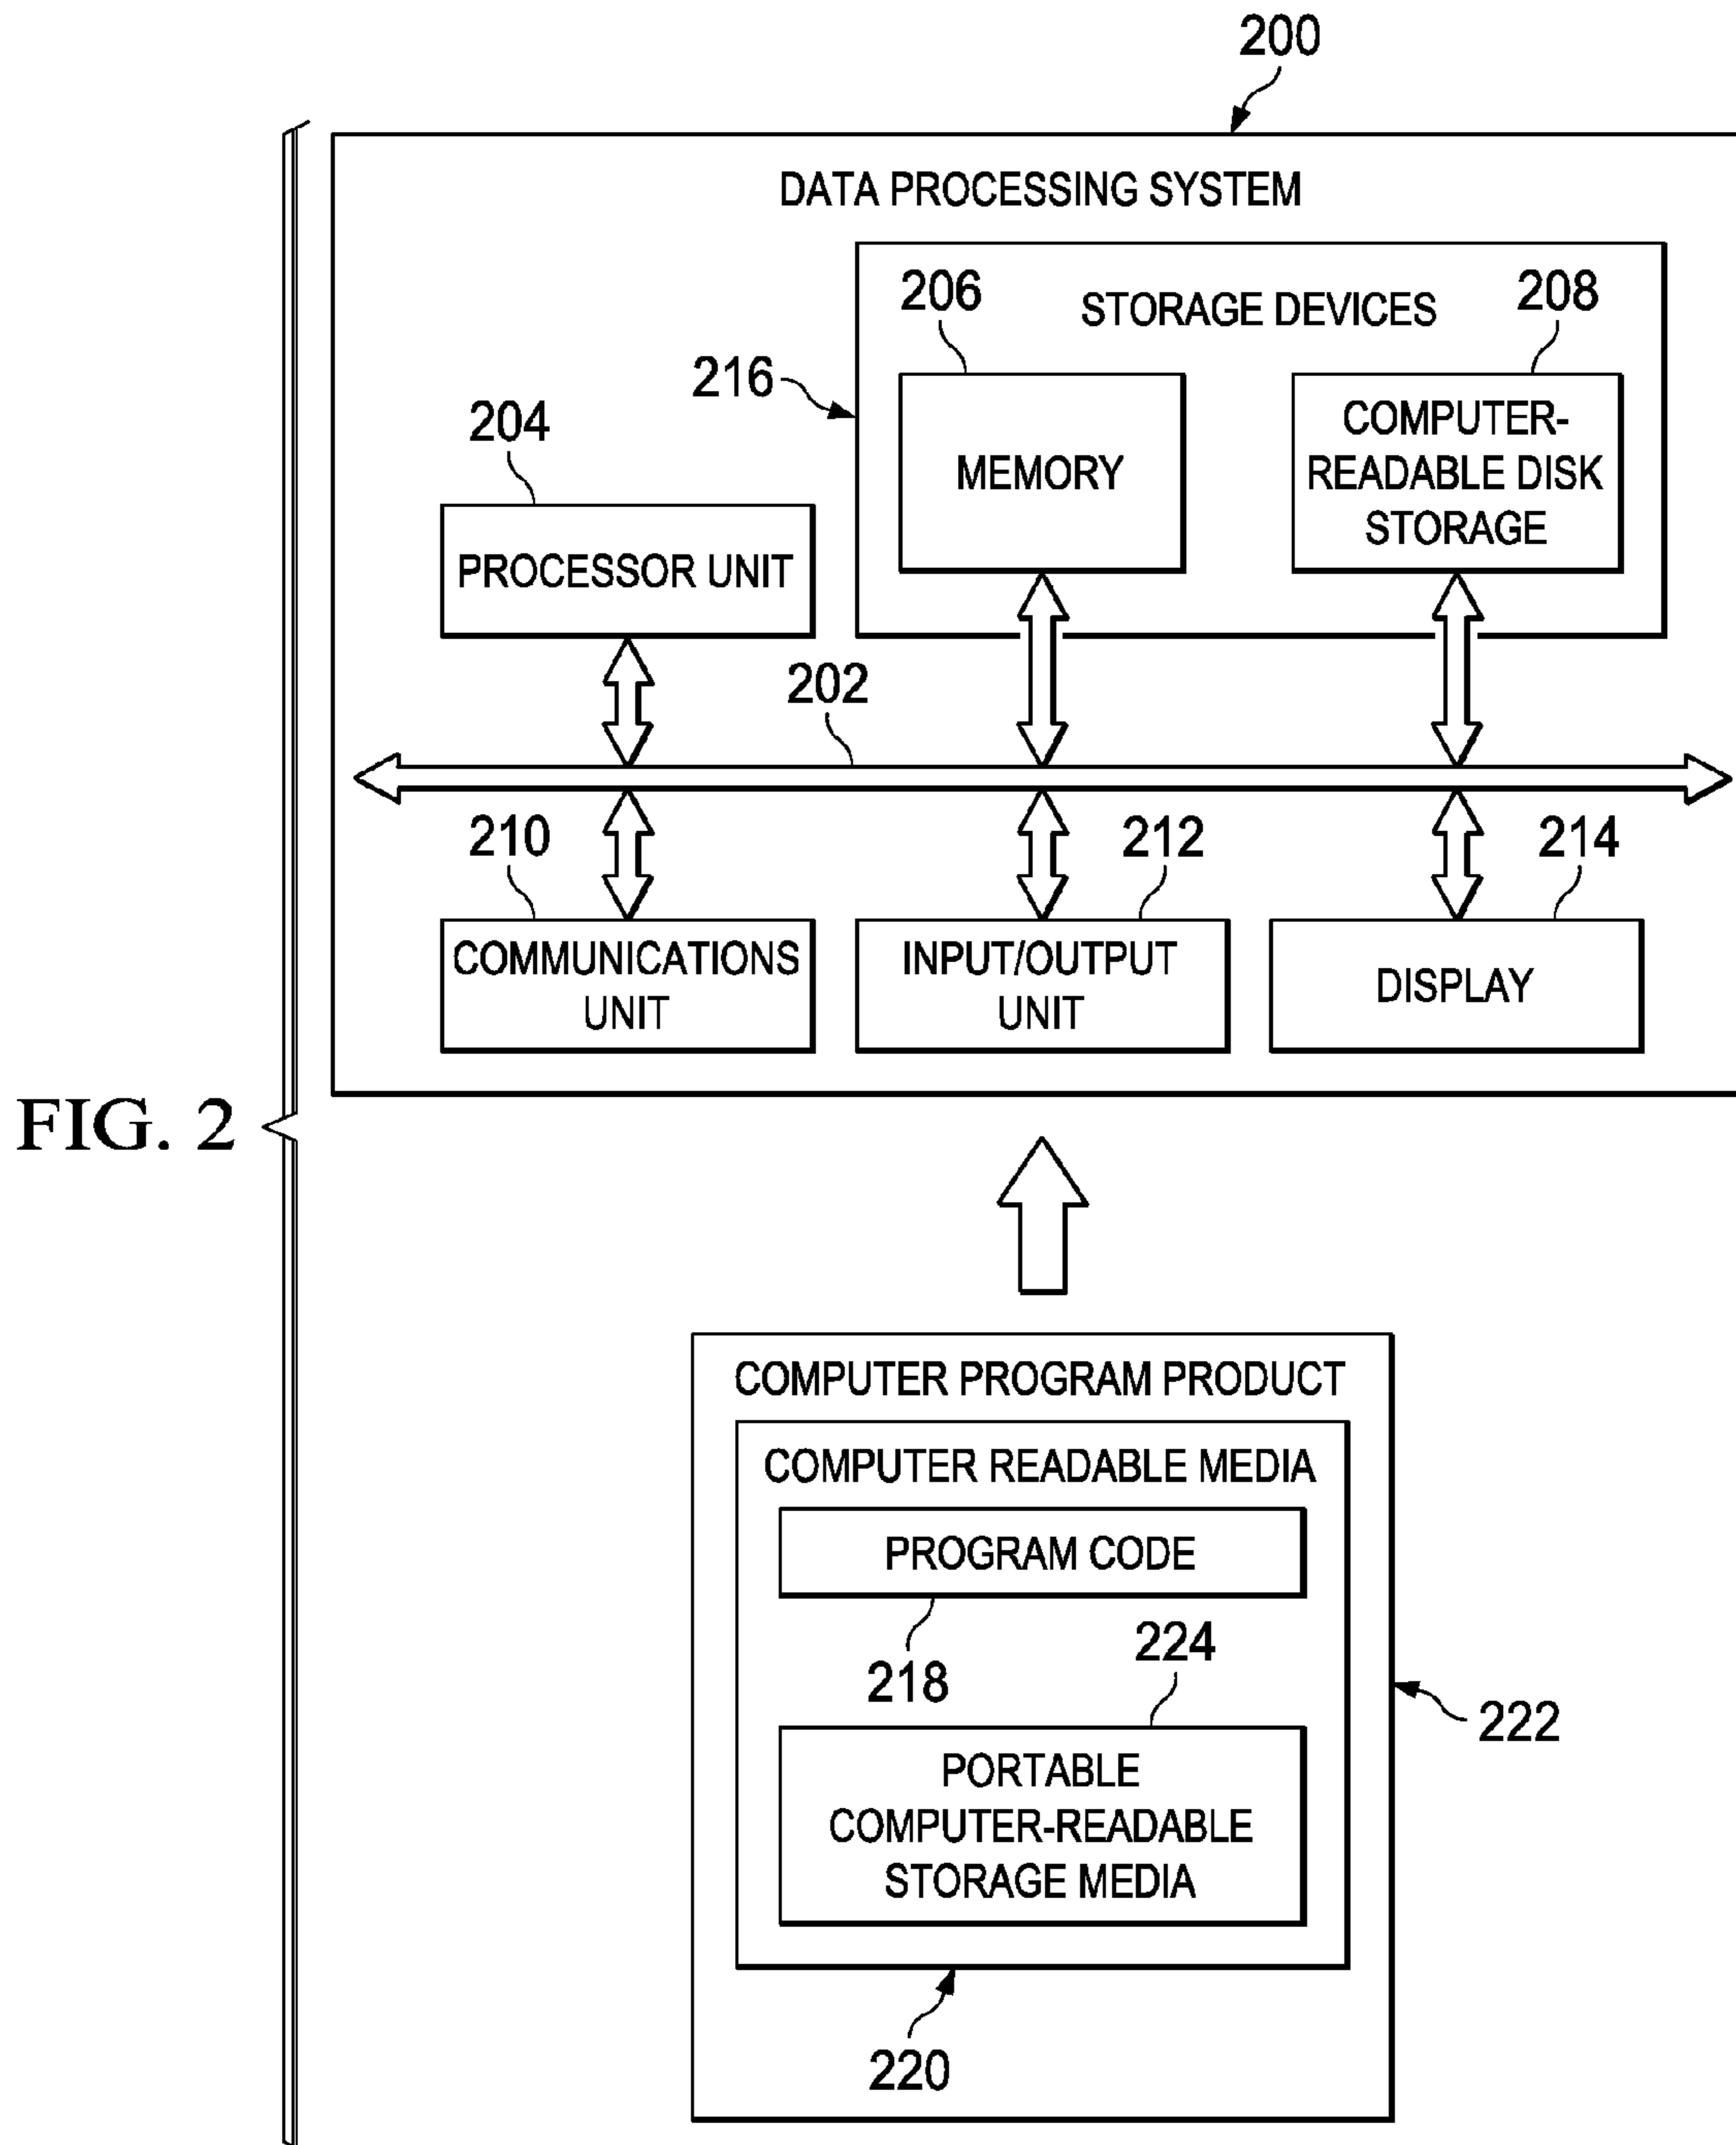 200
DATA PROCESSING SYSTEM
206
STORAGE DEVICES
208
216
204
MEMORY
COMPUTER-
READABLE DISK
STORAGE
PROCESSOR UNIT
202
210
212
214
COMMUNICATIONS
UNIT
INPUT/OUTPUT
UNIT
DISPLAY
FIG. 2
COMPUTER PROGRAM PRODUCT
COMPUTER READABLE MEDIA
PROGRAM CODE
218
224
222
PORTABLE
COMPUTER-READABLE
STORAGE MEDIA
220